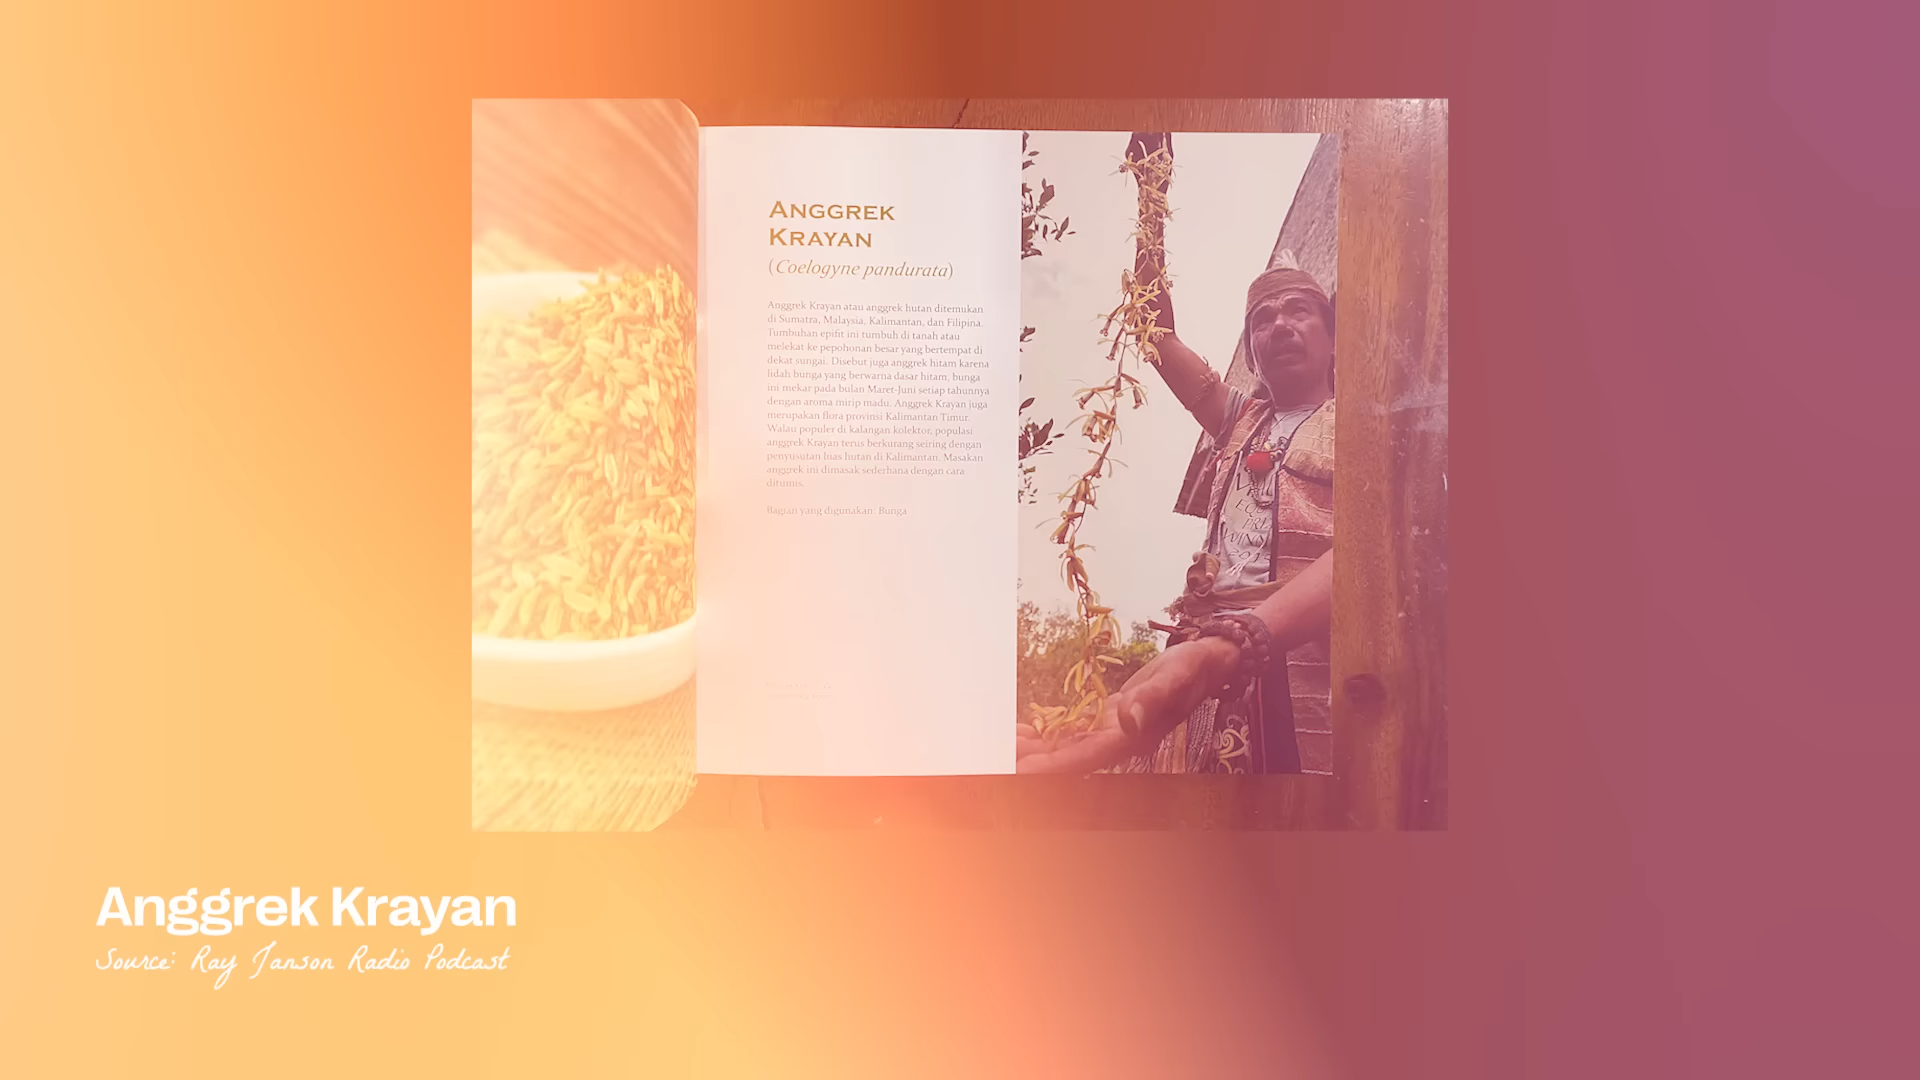 ANGGREK
KRAYAN
(Coelogyne pandurata)
Anggrek Krayan atau anggrek hutan ditemukan
di Sumatra, Malaysia, Kalimantan, dan Filipina.
Tumbuhan epifit ini tumbuh di tanah atau
melekat ke pepohonan besar yang bertempat di
dekat sungai. Disebut juga anggrek hitam karena
lidah bunga yang berwarna dasar hitam, bunga
ini mekar pada bulan Maret-Juni setiap tahunnya
dengan aroma mirip madu. Anggrek Krayan juga
merupakan flora provinsi Kalimantan Timur.
Walau populer di kalangan kolektor, populasi
anggrek Krayan terus berkurang seiring dengan
penyusutan luas hutan di Kalimantan. Masakan
anggrek ini dimasak sederhana dengan cara
ditumis.
Bagian yang digunakan: Bunga
Anggrek Krayan
Source: Ray Janson Radio Podcast